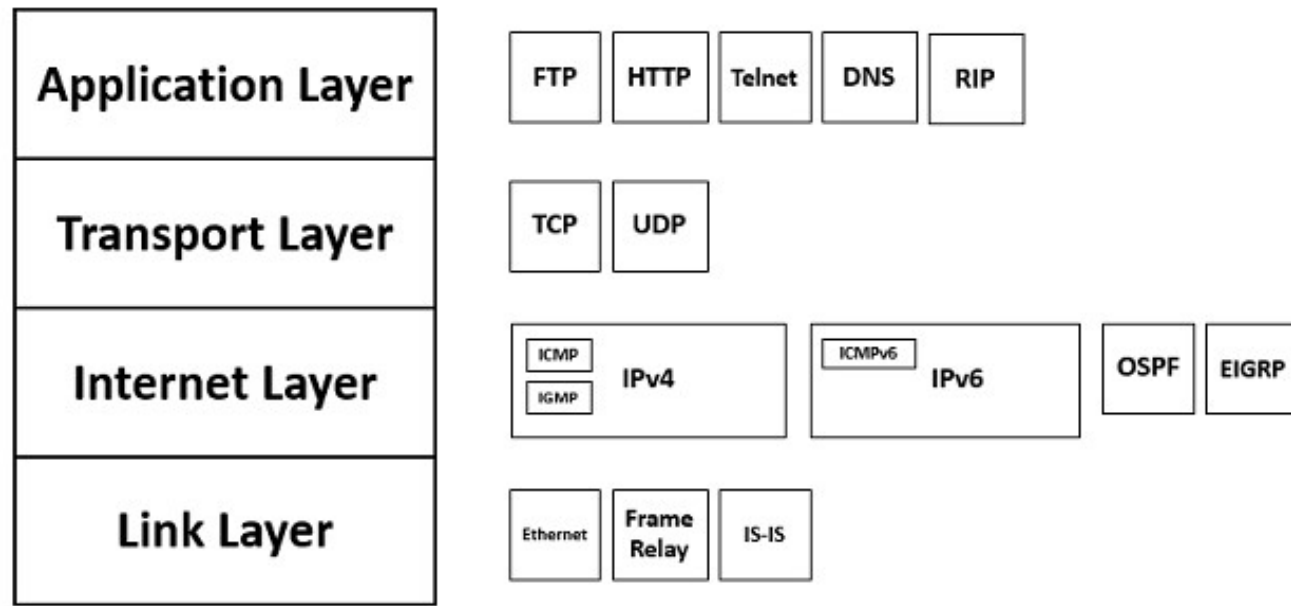 Application Layer
FTP
HTTP
Telnet
DNS
RIP
Transport Layer
TCP
UDP
Internet Layer
ICMP
IGMP
IPv4
ICMPv6
IPv6
OSPF
EIGRP
Link Layer
Ethernet
Frame
Relay
IS-IS